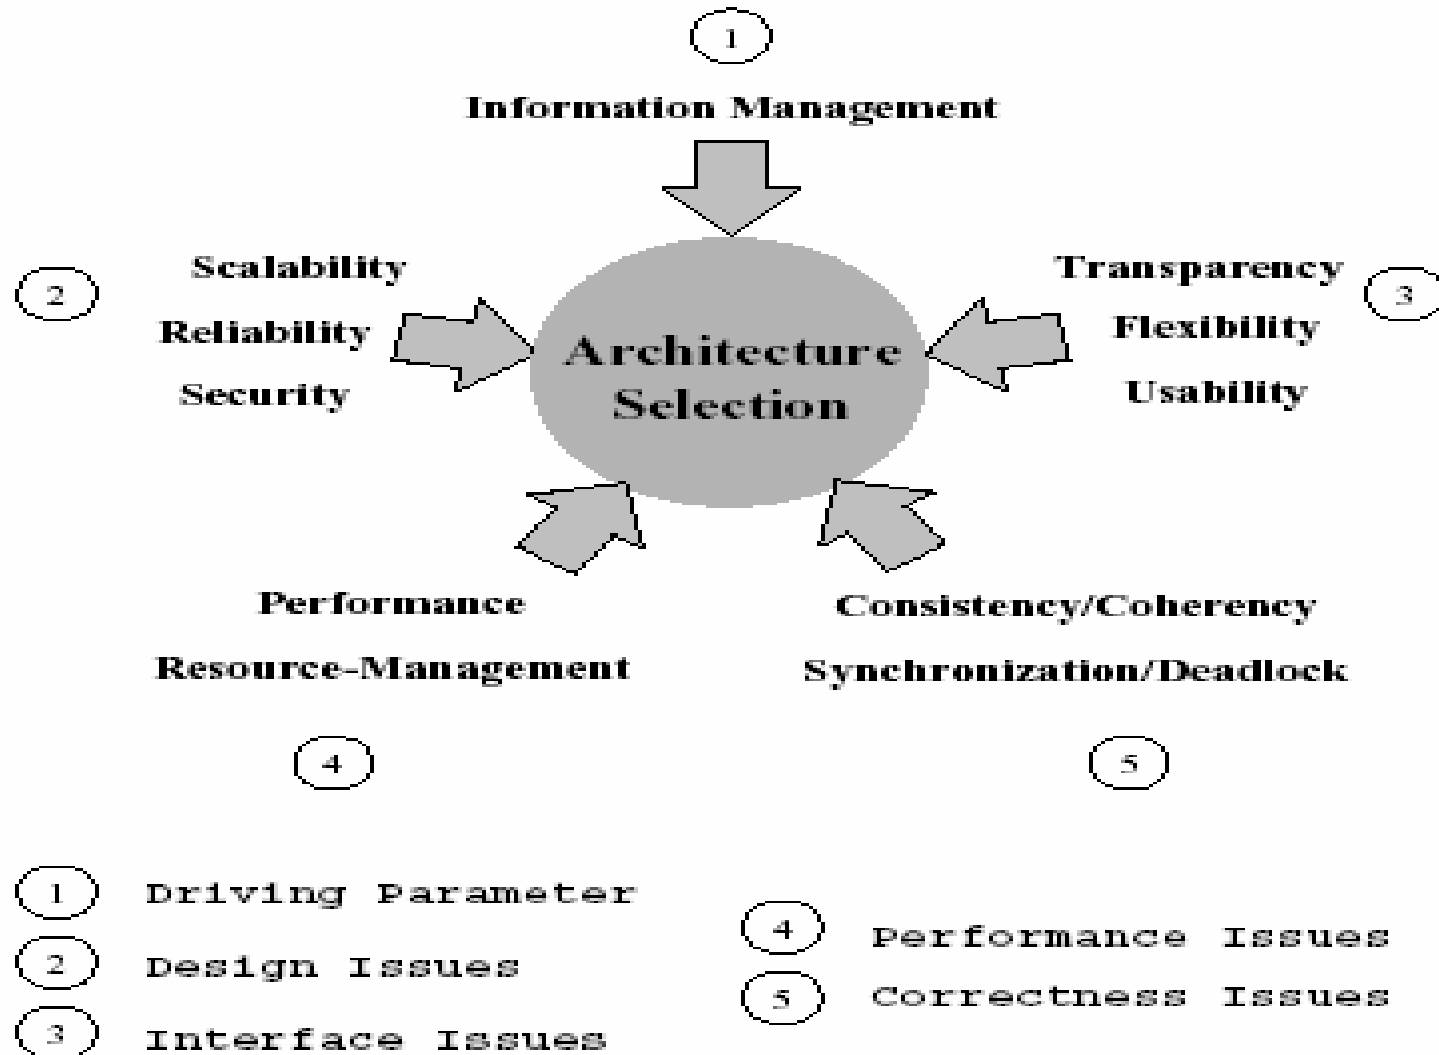 1
Information Management
Scalability
Reliability
Security
2
Transparency
Flexibility
Usability
3
Architecture
Selection
Performance
Resource-Management
4
Consistency/Coherency
Synchronization/Deadlock
5
1 Driving Parameter
2 Design Issues
3 Interface Issues
4 Performance Issues
5 Correctness Issues